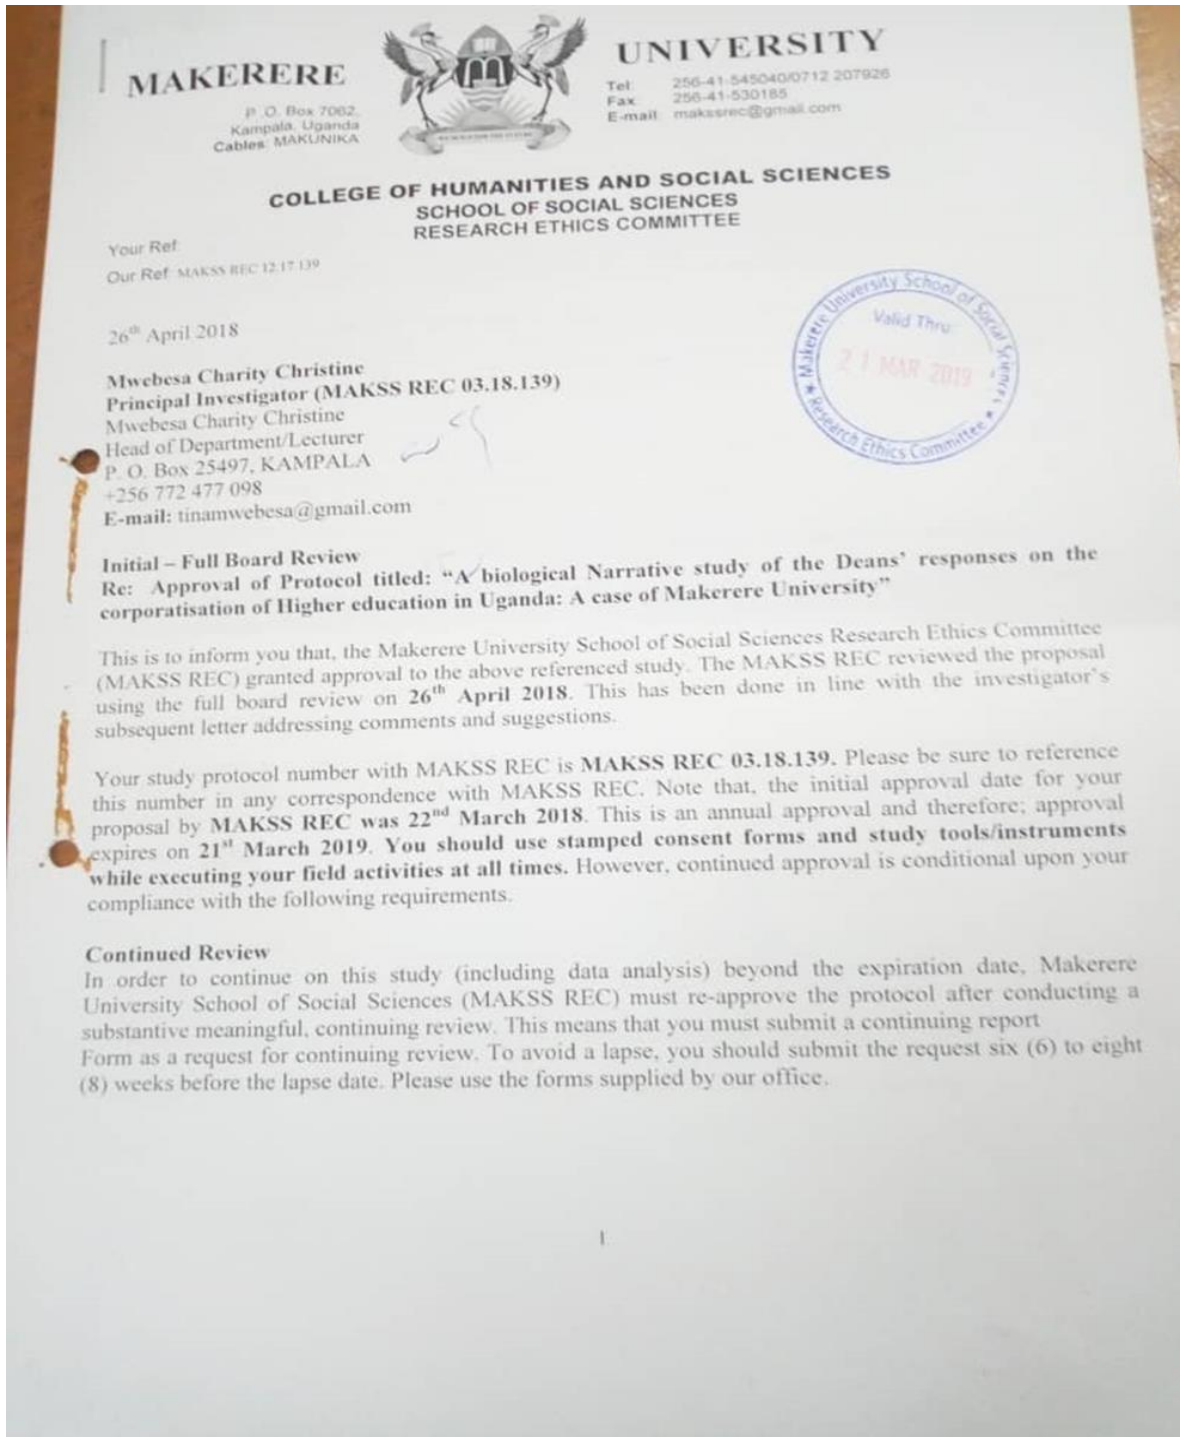 MAKERERE
UNIVERSITY
P .O. Box 7062,
Kampala, Uganda
Cables: MAKUNIKA
Tel: 256-41-545040/0712 207926
Fax 256-41-530185
E-mail: makssrec@gmail.com
COLLEGE OF HUMANITIES AND SOCIAL SCIENCES
SCHOOL OF SOCIAL SCIENCES
RESEARCH ETHICS COMMITTEE
Your Ref:
Our Ref: MAKSS REC 12.17.139
Makerere University School of Social Sciences
Valid Thru:
21 MAR 2019
★ Research Ethics Committee ★
26th April 2018
Mwebesa Charity Christine
Principal Investigator (MAKSS REC 03.18.139)
Mwebesa Charity Christine
Head of Department/Lecturer
P. O. Box 25497, KAMPALA
+256 772 477 098
E-mail: tinamwebesa@gmail.com
Initial – Full Board Review
Re: Approval of Protocol titled: “A biological Narrative study of the Deans’ responses on the
corporatisation of Higher education in Uganda: A case of Makerere University”
This is to inform you that, the Makerere University School of Social Sciences Research Ethics Committee
(MAKSS REC) granted approval to the above referenced study. The MAKSS REC reviewed the proposal
using the full board review on 26th April 2018. This has been done in line with the investigator’s
subsequent letter addressing comments and suggestions.
Your study protocol number with MAKSS REC is MAKSS REC 03.18.139. Please be sure to reference
this number in any correspondence with MAKSS REC. Note that, the initial approval date for your
proposal by MAKSS REC was 22nd March 2018. This is an annual approval and therefore; approval
expires on 21st March 2019. You should use stamped consent forms and study tools/instruments
while executing your field activities at all times. However, continued approval is conditional upon your
compliance with the following requirements.
Continued Review
In order to continue on this study (including data analysis) beyond the expiration date, Makerere
University School of Social Sciences (MAKSS REC) must re-approve the protocol after conducting a
substantive meaningful, continuing review. This means that you must submit a continuing report
Form as a request for continuing review. To avoid a lapse, you should submit the request six (6) to eight
(8) weeks before the lapse date. Please use the forms supplied by our office.
1